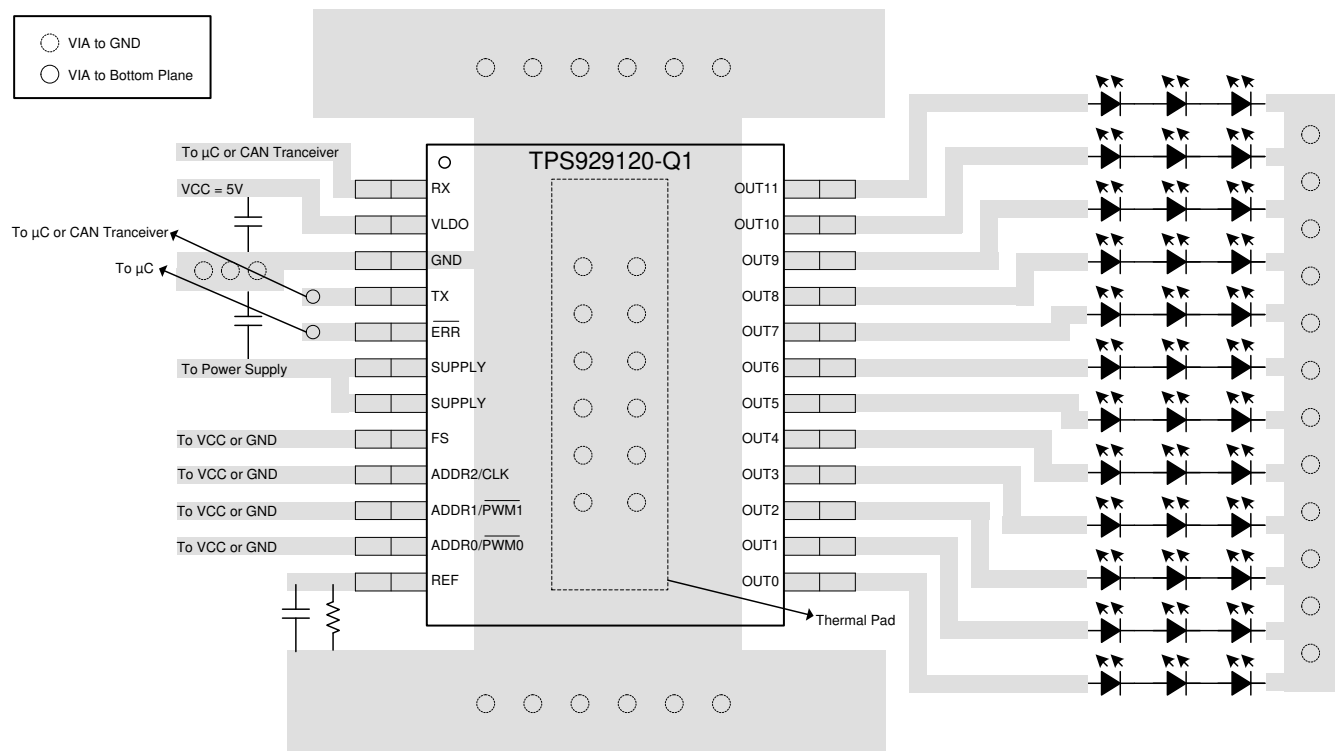 VIA to GND
VIA to Bottom Plane
TPS929120-Q1
To µC or CAN Tranceiver
VCC = 5V
To µC or CAN Tranceiver
To µC
To Power Supply
To VCC or GND
To VCC or GND
To VCC or GND
To VCC or GND
RX
VLDO
GND
TX
ERR
SUPPLY
SUPPLY
FS
ADDR2/CLK
ADDR1/PWM1
ADDR0/PWM0
REF
OUT11
OUT10
OUT9
OUT8
OUT7
OUT6
OUT5
OUT4
OUT3
OUT2
OUT1
OUT0
Thermal Pad